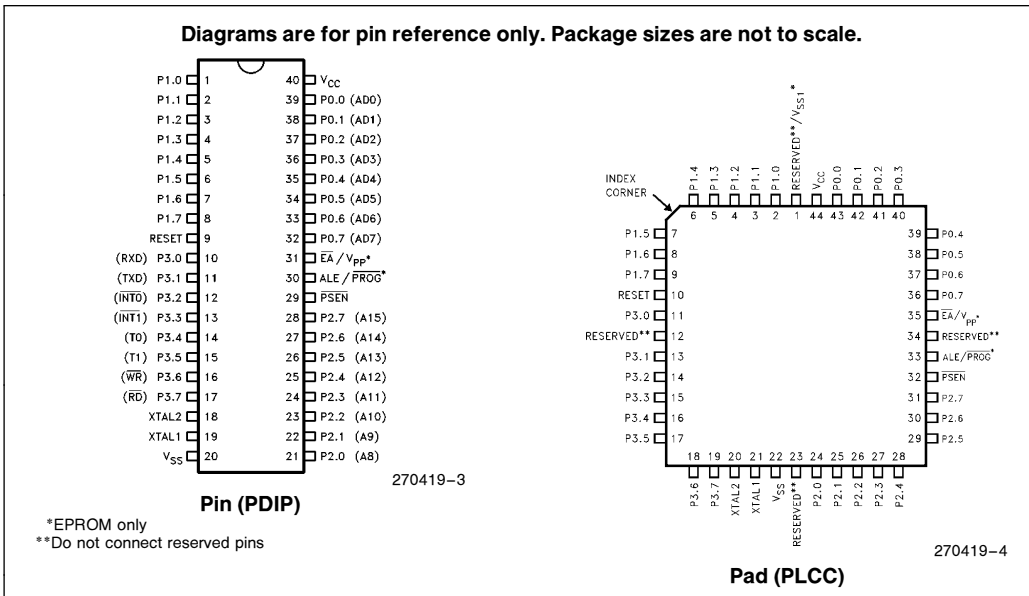 Diagrams are for pin reference only. Package sizes are not to scale.
P1.0 1 40 VCC
P1.1 2 39 P0.0 (AD0)
P1.2 3 38 P0.1 (AD1)
P1.3 4 37 P0.2 (AD2)
P1.4 5 36 P0.3 (AD3)
P1.5 6 35 P0.4 (AD4)
P1.6 7 34 P0.5 (AD5)
P1.7 8 33 P0.6 (AD6)
RESET 9 32 P0.7 (AD7)
(RXD) P3.0 10 31 E̅A̅/VPP*
(TXD) P3.1 11 30 ALE/P̅R̅O̅G̅*
(I̅N̅T̅0̅) P3.2 12 29 P̅S̅E̅N̅
(I̅N̅T̅1̅) P3.3 13 28 P2.7 (A15)
(T0) P3.4 14 27 P2.6 (A14)
(T1) P3.5 15 26 P2.5 (A13)
(W̅R̅) P3.6 16 25 P2.4 (A12)
(R̅D̅) P3.7 17 24 P2.3 (A11)
XTAL2 18 23 P2.2 (A10)
XTAL1 19 22 P2.1 (A9)
VSS 20 21 P2.0 (A8)
270419-3
Pin (PDIP)
*EPROM only
**Do not connect reserved pins
INDEX
CORNER
P1.4 P1.3 P1.2 P1.1 P1.0 RESERVED**/VSS1* VCC P0.0 P0.1 P0.2 P0.3
6 5 4 3 2 1 44 43 42 41 40
P1.5 7 39 P0.4
P1.6 8 38 P0.5
P1.7 9 37 P0.6
RESET 10 36 P0.7
P3.0 11 35 E̅A̅/VPP*
RESERVED** 12 34 RESERVED**
P3.1 13 33 ALE/P̅R̅O̅G̅*
P3.2 14 32 P̅S̅E̅N̅
P3.3 15 31 P2.7
P3.4 16 30 P2.6
P3.5 17 29 P2.5
18 19 20 21 22 23 24 25 26 27 28
P3.6 P3.7 XTAL2 XTAL1 VSS RESERVED** P2.0 P2.1 P2.2 P2.3 P2.4
270419-4
Pad (PLCC)